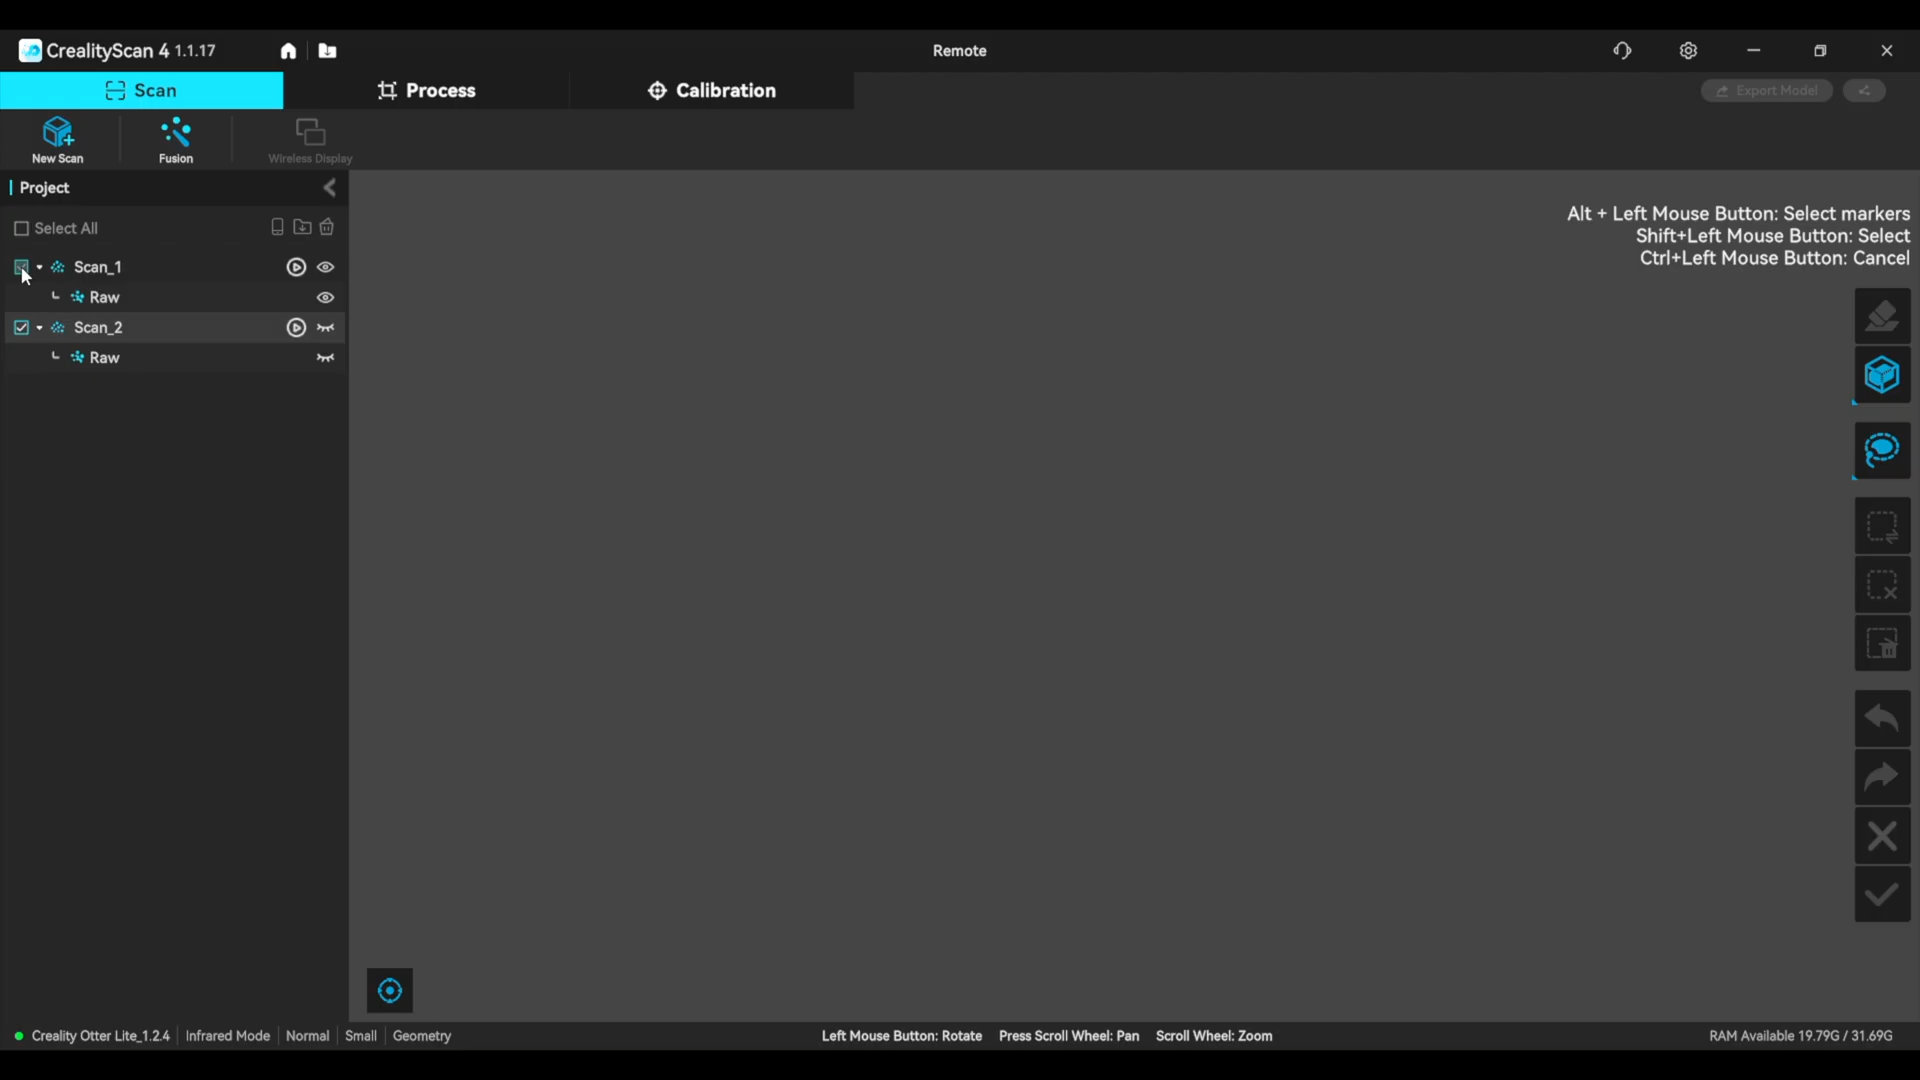 CrealityScan 4 1.1.17
Remote
Scan
Process
Calibration
Export Model
New Scan
Fusion
Wireless Display
Project
Select All
Scan_1
Raw
Scan_2
Raw
Alt + Left Mouse Button: Select markers
Shift+Left Mouse Button: Select
Ctrl+Left Mouse Button: Cancel
Creality Otter Lite_1.2.4 Infrared Mode Normal Small Geometry
Left Mouse Button: Rotate Press Scroll Wheel: Pan Scroll Wheel: Zoom
RAM Available 19.79G / 31.69G